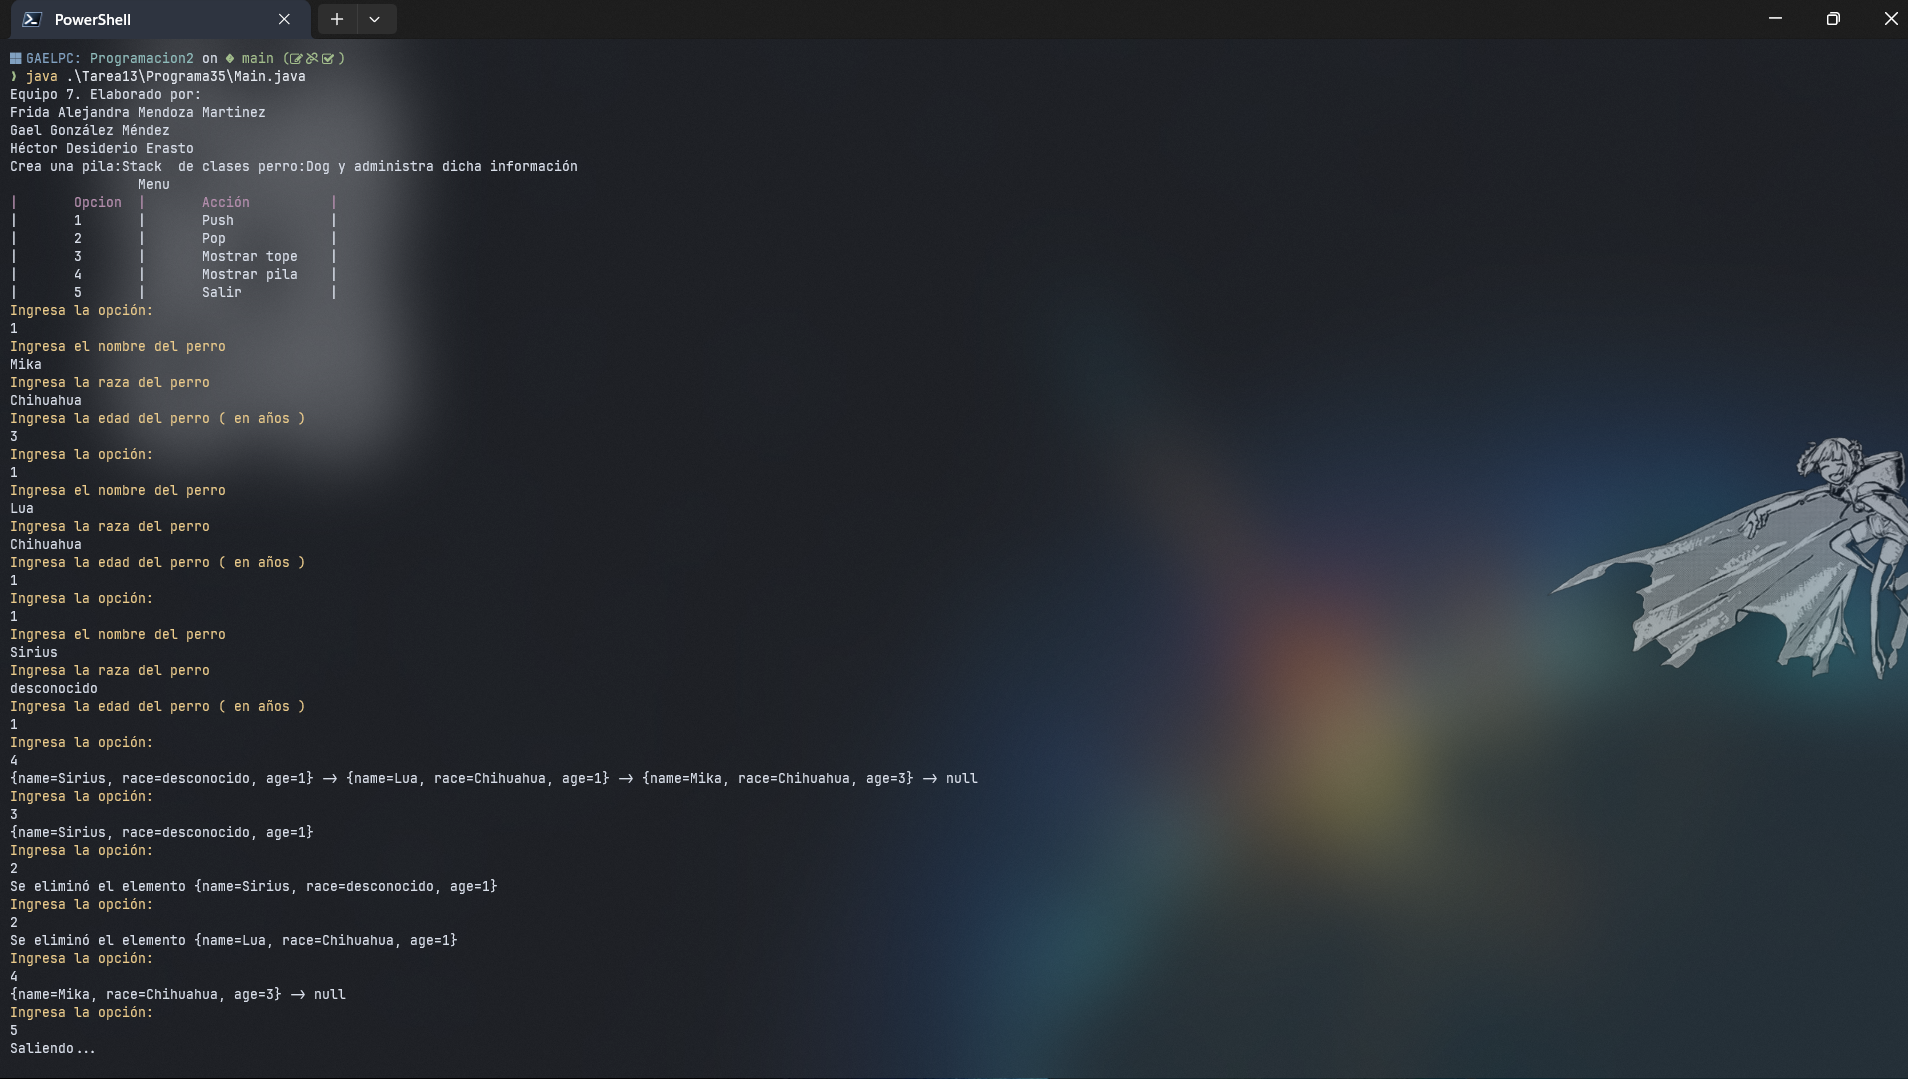 PowerShell
GAELPC: Programacion2 on main ( )
❯ java .\Tarea13\Programa35\Main.java
Equipo 7. Elaborado por:
Frida Alejandra Mendoza Martinez
Gael González Méndez
Héctor Desiderio Erasto
Crea una pila:Stack  de clases perro:Dog y administra dicha información
Menu
| Opcion | Acción |
| 1 | Push |
| 2 | Pop |
| 3 | Mostrar tope |
| 4 | Mostrar pila |
| 5 | Salir |
Ingresa la opción:
1
Ingresa el nombre del perro
Mika
Ingresa la raza del perro
Chihuahua
Ingresa la edad del perro ( en años )
3
Ingresa la opción:
1
Ingresa el nombre del perro
Lua
Ingresa la raza del perro
Chihuahua
Ingresa la edad del perro ( en años )
1
Ingresa la opción:
1
Ingresa el nombre del perro
Sirius
Ingresa la raza del perro
desconocido
Ingresa la edad del perro ( en años )
1
Ingresa la opción:
4
{name=Sirius, race=desconocido, age=1} -> {name=Lua, race=Chihuahua, age=1} -> {name=Mika, race=Chihuahua, age=3} -> null
Ingresa la opción:
3
{name=Sirius, race=desconocido, age=1}
Ingresa la opción:
2
Se eliminó el elemento {name=Sirius, race=desconocido, age=1}
Ingresa la opción:
2
Se eliminó el elemento {name=Lua, race=Chihuahua, age=1}
Ingresa la opción:
4
{name=Mika, race=Chihuahua, age=3} -> null
Ingresa la opción:
5
Saliendo...